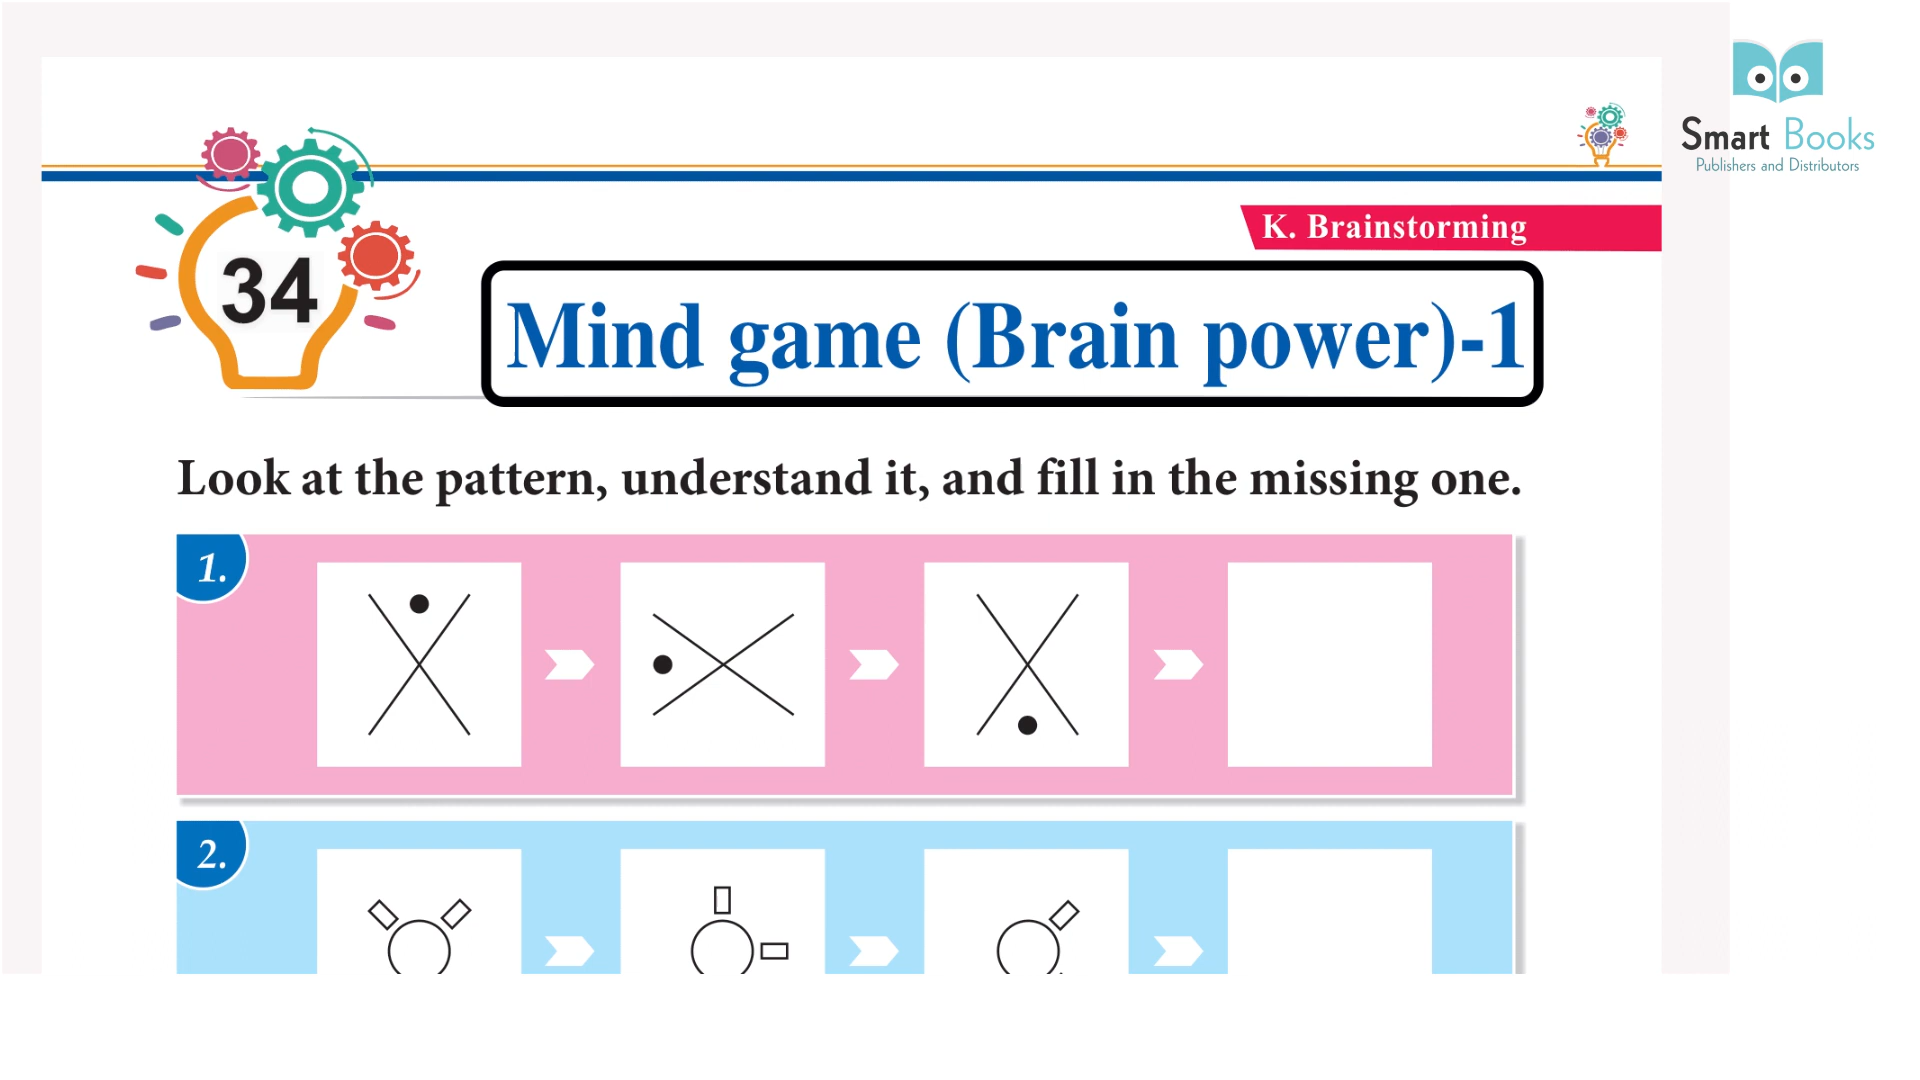 Smart Books
Publishers and Distributors
K. Brainstorming
34
Mind game (Brain power)-1
Look at the pattern, understand it, and fill in the missing one.
1.
2.